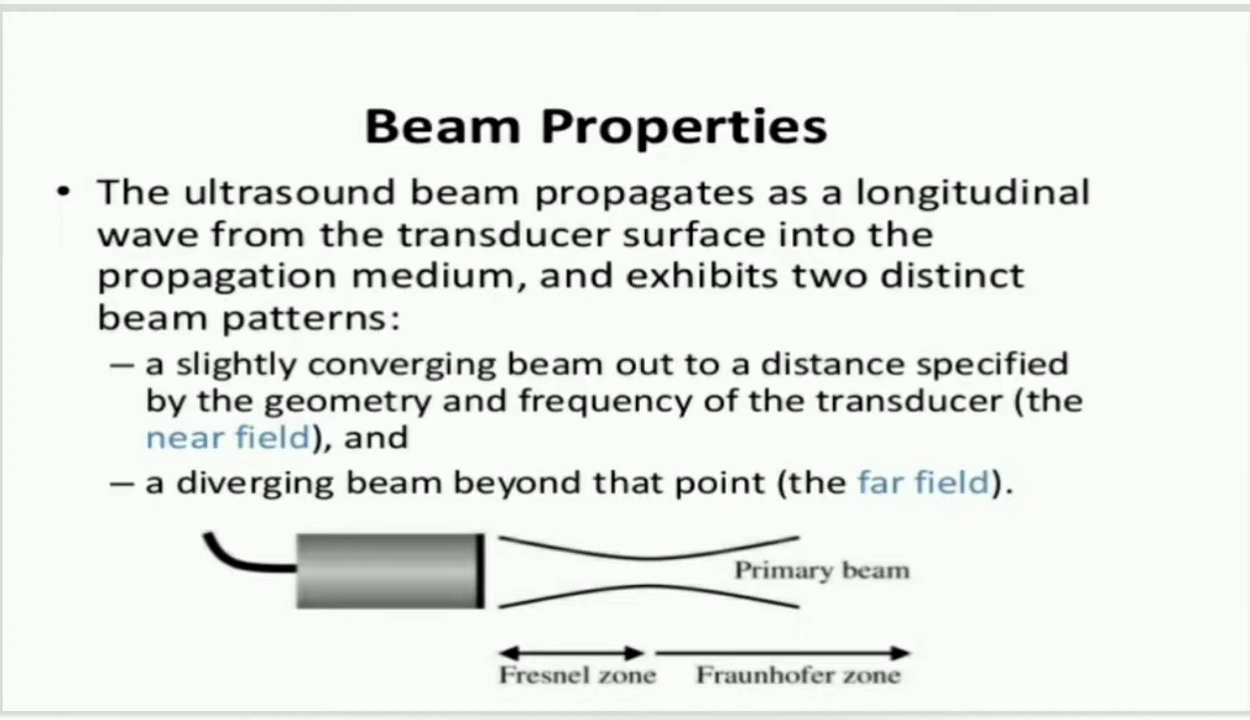 Beam Properties
• The ultrasound beam propagates as a longitudinal
wave from the transducer surface into the
propagation medium, and exhibits two distinct
beam patterns:
– a slightly converging beam out to a distance specified
by the geometry and frequency of the transducer (the
near field), and
– a diverging beam beyond that point (the far field).
Primary beam
Fresnel zone
Fraunhofer zone